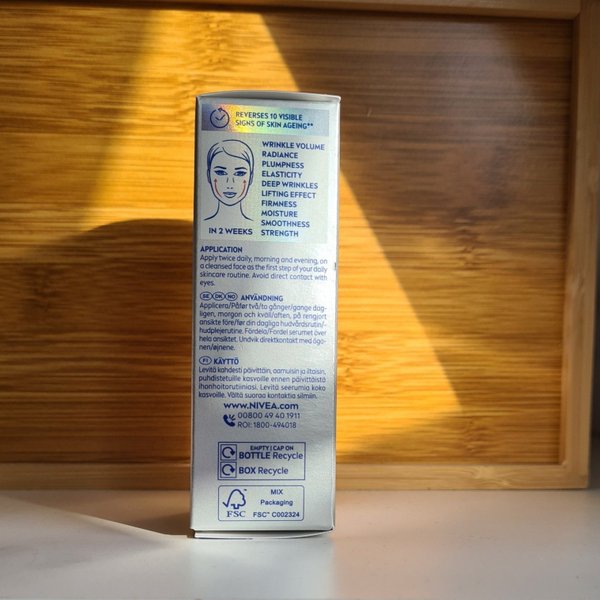 REVERSES 10 VISIBLE
SIGNS OF SKIN AGEING**
WRINKLE VOLUME
RADIANCE
PLUMPNESS
ELASTICITY
DEEP WRINKLES
LIFTING EFFECT
FIRMNESS
MOISTURE
SMOOTHNESS
STRENGTH
IN 2 WEEKS
APPLICATION
Apply twice daily, morning and evening, on
a cleansed face as the first step of your daily
skincare routine. Avoid direct contact with
eyes.
SE DK NO ANVÄNDNING
Applicera/Påfør två/to gånger/gange dag-
ligen, morgon och kväll/aften, på rengjort
ansikte före/før din dagliga hudvårdsrutin/
hudplejerutine. Fördela/Fordel serumet över
hela ansiktet. Undvik direktkontakt med ögo-
nen/øjnene.
FI KÄYTTÖ
Levitä kahdesti päivittäin, aamuisin ja iltaisin,
puhdistetuille kasvoille ennen päivittäistä
ihonhoitorutiiniasi. Levitä seerumia koko
kasvoille. Vältä suoraa kontaktia silmiin.
www.NIVEA.com
00800 49 40 1911
ROI: 1800-494018
EMPTY | CAP ON
BOTTLE Recycle
BOX Recycle
FSC
MIX
Packaging
FSC™ C002324